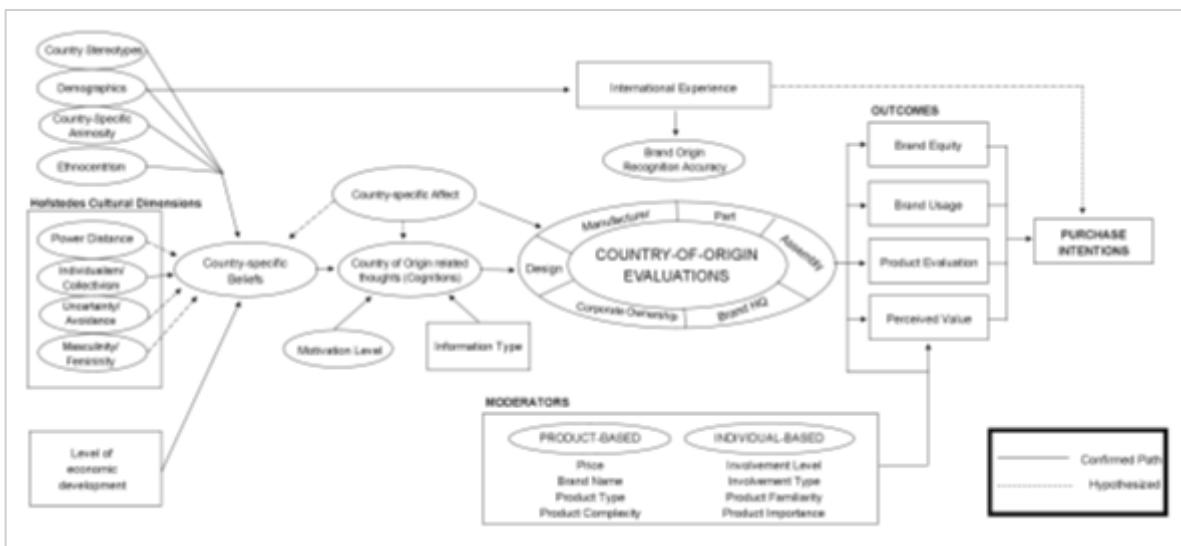 Country Stereotypes
Demographics
Country-Specific
Animosity
Ethnocentrism
Hofstedes Cultural Dimensions
Power Distance
Individualism/
Collectivism
Uncertainty/
Avoidance
Masculinity/
Femininity
Level of
economic
development
Country-specific
Beliefs
Country-specific Affect
Country of Origin related
thoughts (Cognitions)
Motivation Level
Information Type
International Experience
Brand Origin
Recognition Accuracy
Manufacturer
Part
Assembly
Design
COUNTRY-OF-ORIGIN
EVALUATIONS
Corporate Ownership
Brand HQ
OUTCOMES
Brand Equity
Brand Usage
Product Evaluation
Perceived Value
PURCHASE
INTENTIONS
MODERATORS
PRODUCT-BASED
Price
Brand Name
Product Type
Product Complexity
INDIVIDUAL-BASED
Involvement Level
Involvement Type
Product Familiarity
Product Importance
Confirmed Path
Hypothesized